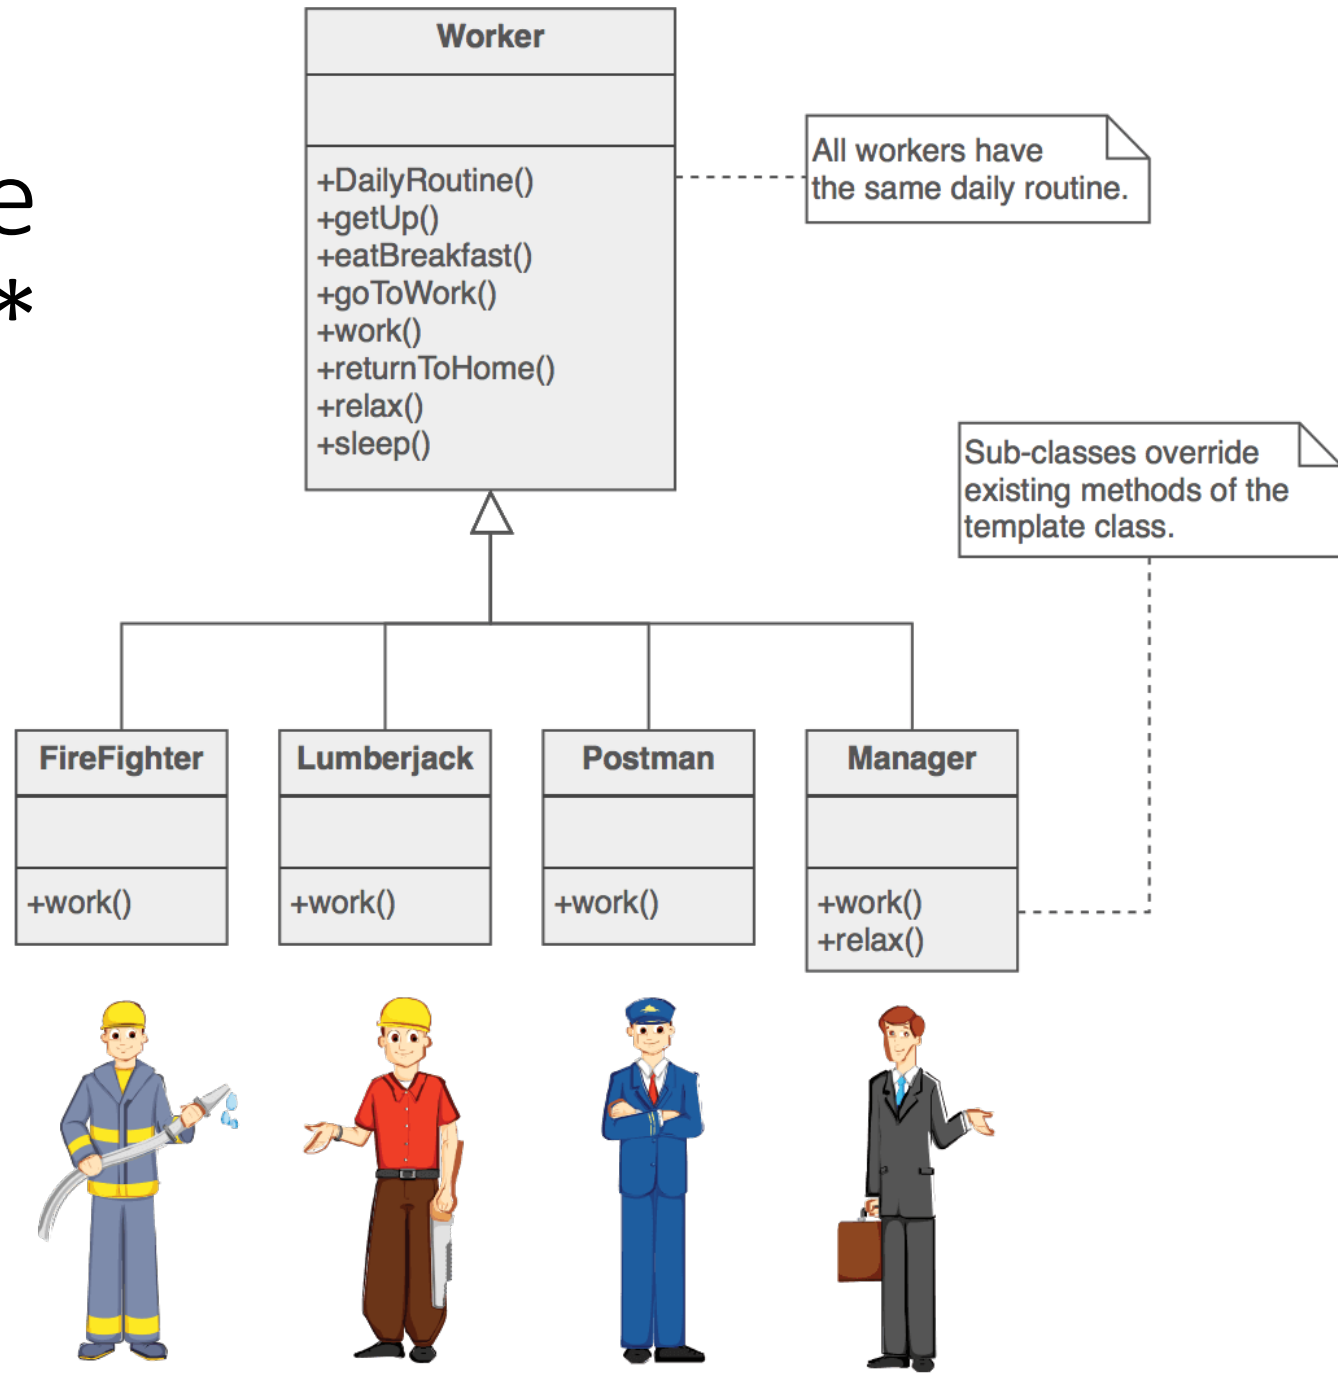 Worker
e
*
+DailyRoutine()
+getUp()
+eatBreakfast()
+goToWork()
+work()
+returnToHome()
+relax()
+sleep()
All workers have
the same daily routine.
Sub-classes override
existing methods of the
template class.
FireFighter
+work()
Lumberjack
+work()
Postman
+work()
Manager
+work()
+relax()